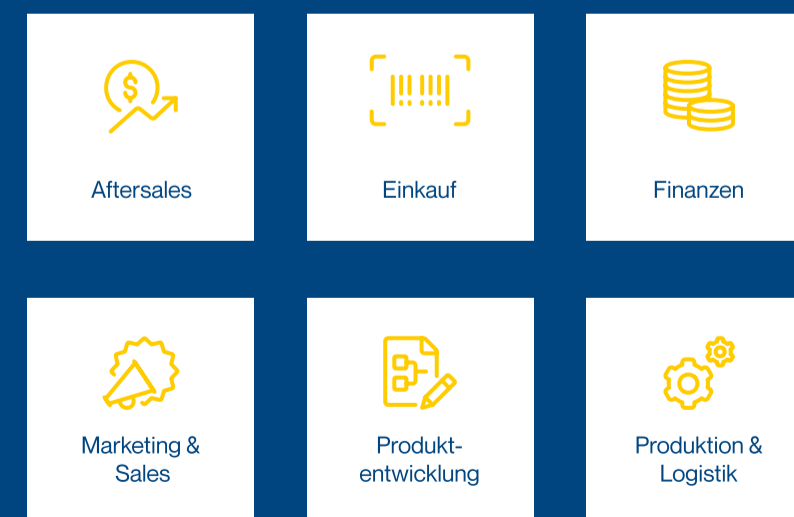 Aftersales
Einkauf
Finanzen
Marketing &
Sales
Produkt-
entwicklung
Produktion &
Logistik